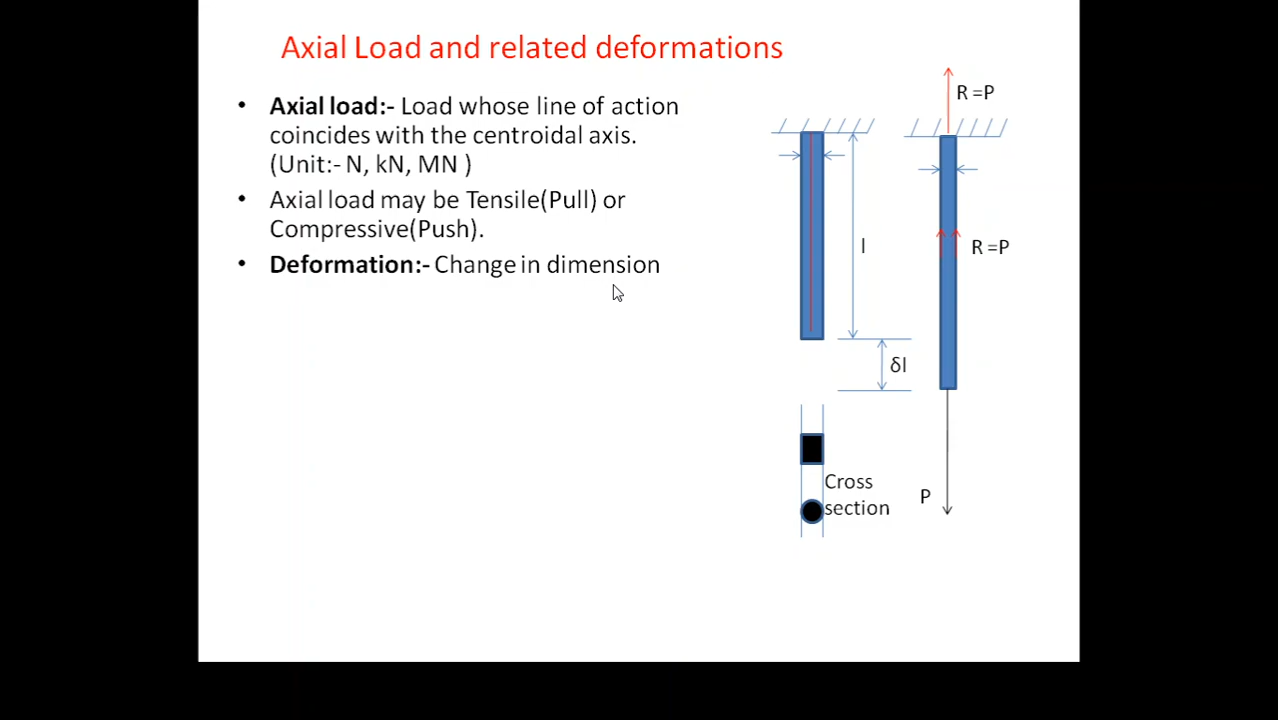 Axial Load and related deformations
• Axial load:- Load whose line of action
coincides with the centroidal axis.
(Unit:- N, kN, MN )
• Axial load may be Tensile(Pull) or
Compressive(Push).
• Deformation:- Change in dimension
R =P
l
R =P
δl
Cross
section
P